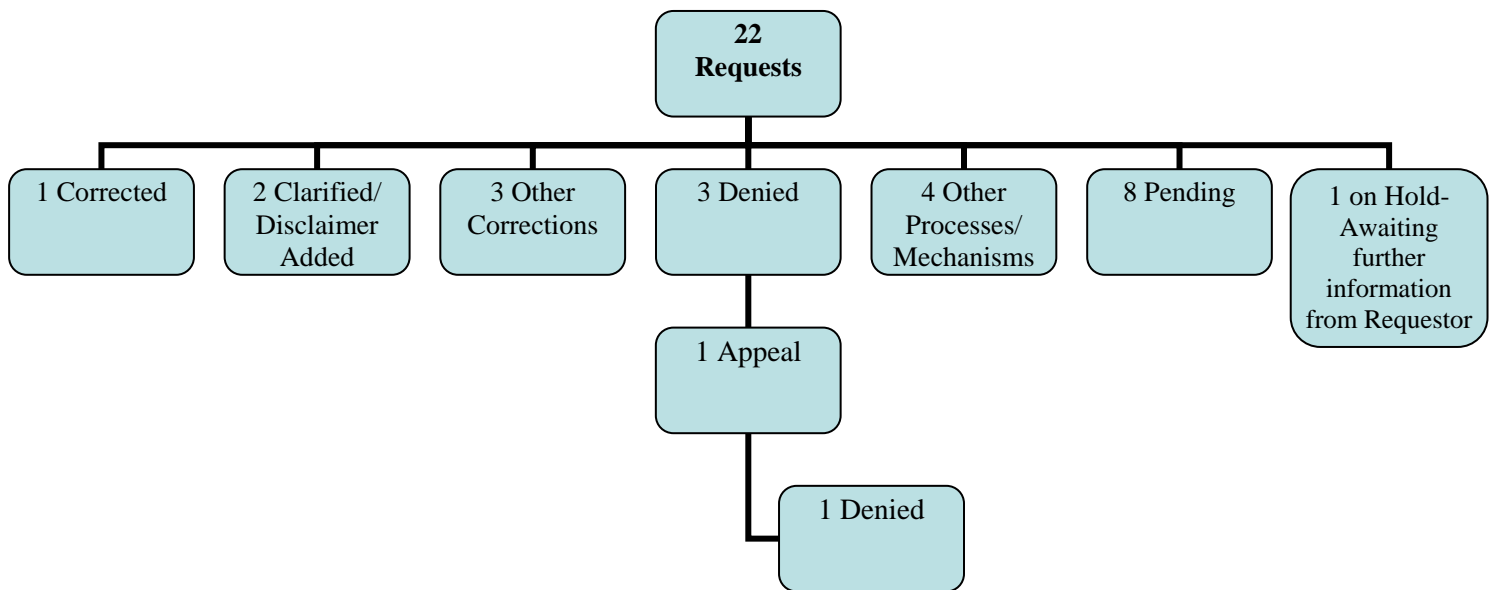 22
Requests
1 Corrected
2 Clarified/
Disclaimer
Added
3 Other
Corrections
3 Denied
4 Other
Processes/
Mechanisms
8 Pending
1 on Hold-
Awaiting
further
information
from Requestor
1 Appeal
1 Denied